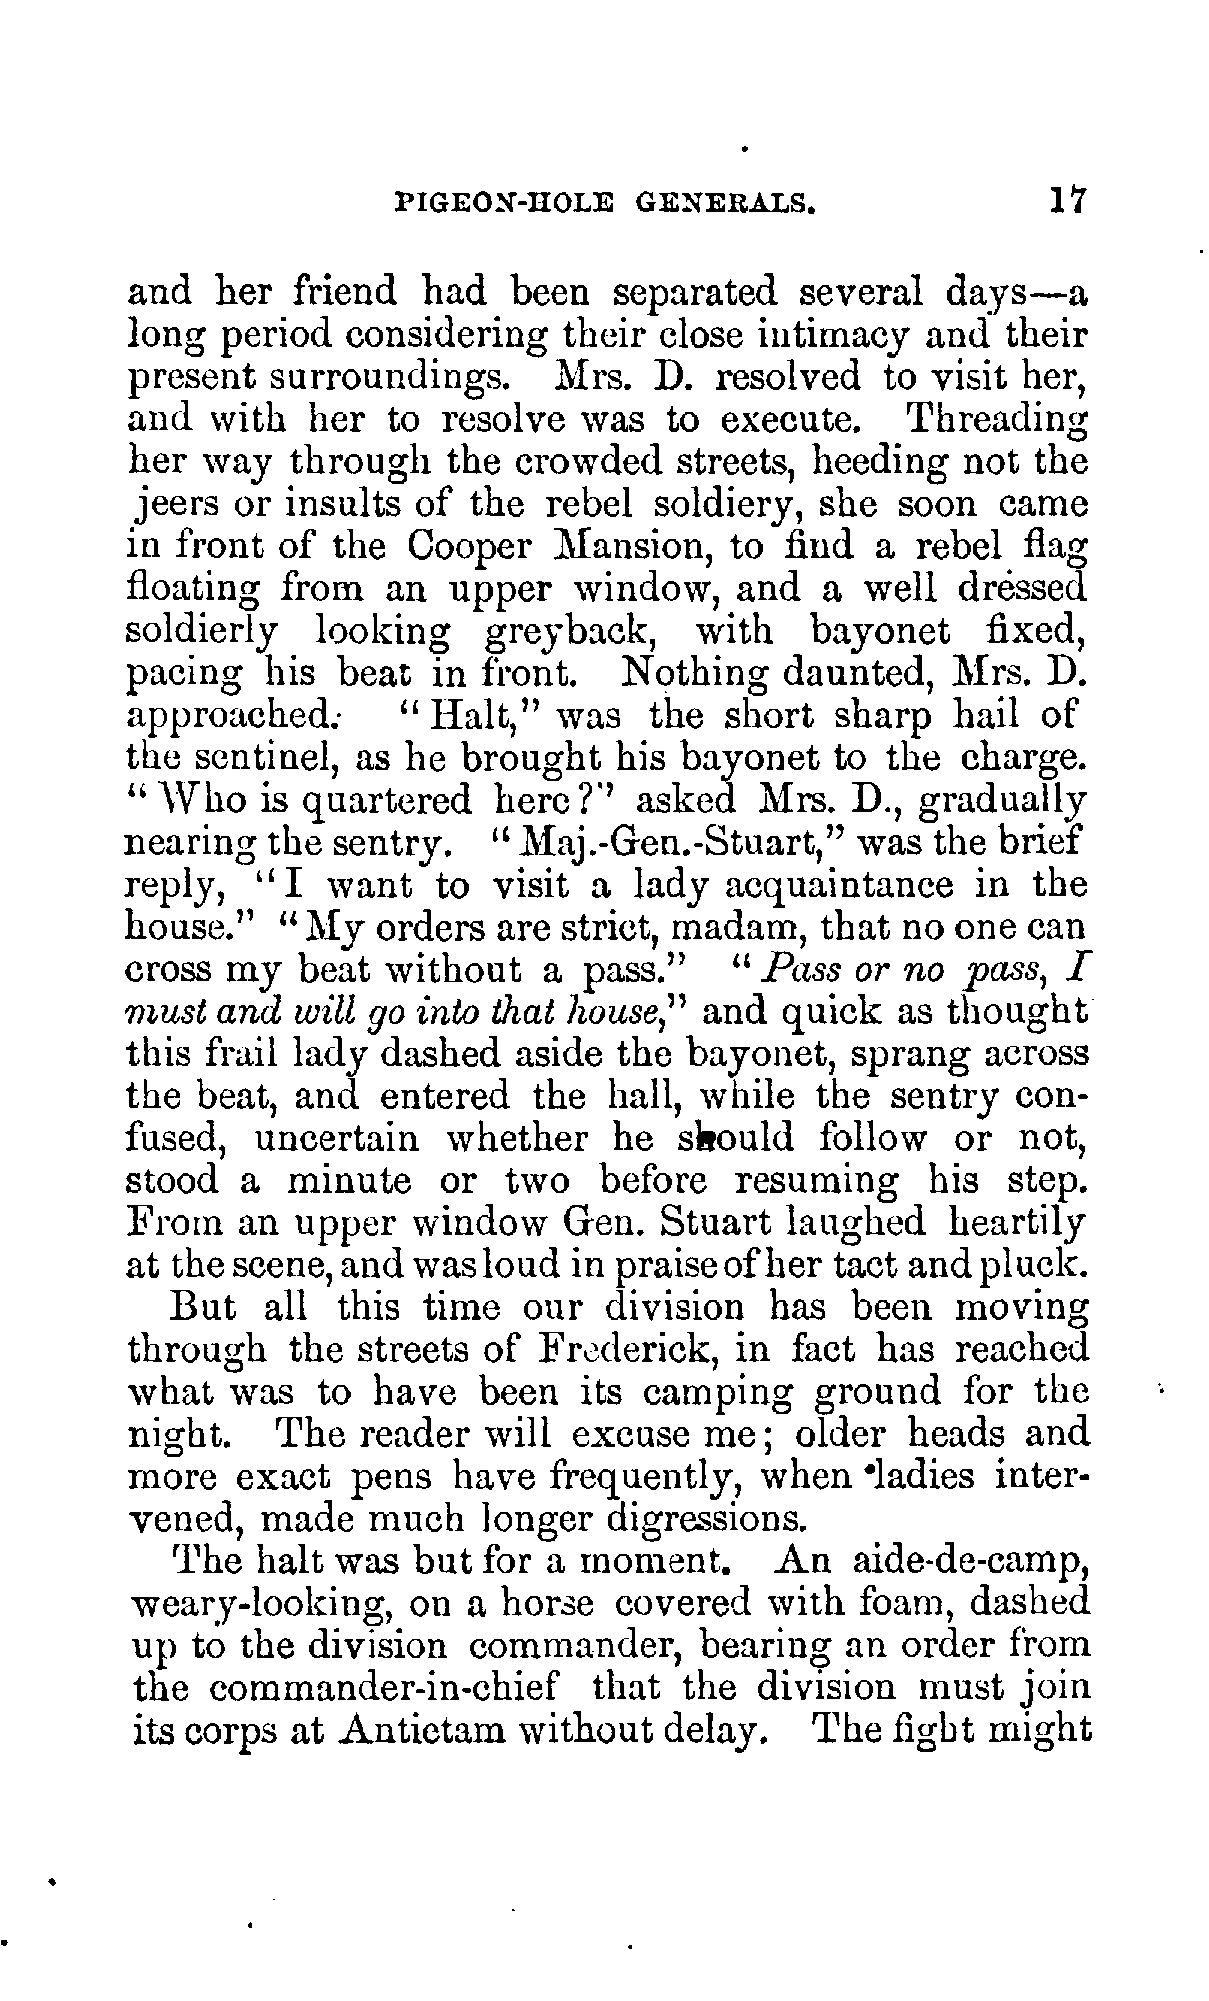 PIGEON-HOLE GENERALS. 17
and her friend had been separated several days—a
long period considering their close intimacy and their
present surroundings. Mrs. D. resolved to visit her,
and with her to resolve was to execute. Threading
her way through the crowded streets, heeding not the
jeers or insults of the rebel soldiery, she soon came
in front of the Cooper Mansion, to find a rebel flag
floating from an upper window, and a well dressed
soldierly looking greyback, with bayonet fixed,
pacing his beat in front. Nothing daunted, Mrs. D.
approached. "Halt," was the short sharp hail of
the sentinel, as he brought his bayonet to the charge.
"Who is quartered here?" asked Mrs. D., gradually
nearing the sentry. "Maj.-Gen.-Stuart," was the brief
reply, "I want to visit a lady acquaintance in the
house." "My orders are strict, madam, that no one can
cross my beat without a pass." "Pass or no pass, I
must and will go into that house," and quick as thought
this frail lady dashed aside the bayonet, sprang across
the beat, and entered the hall, while the sentry con-
fused, uncertain whether he should follow or not,
stood a minute or two before resuming his step.
From an upper window Gen. Stuart laughed heartily
at the scene, and was loud in praise of her tact and pluck.
But all this time our division has been moving
through the streets of Frederick, in fact has reached
what was to have been its camping ground for the
night. The reader will excuse me; older heads and
more exact pens have frequently, when ladies inter-
vened, made much longer digressions.
The halt was but for a moment. An aide-de-camp,
weary-looking, on a horse covered with foam, dashed
up to the division commander, bearing an order from
the commander-in-chief that the division must join
its corps at Antietam without delay. The fight might